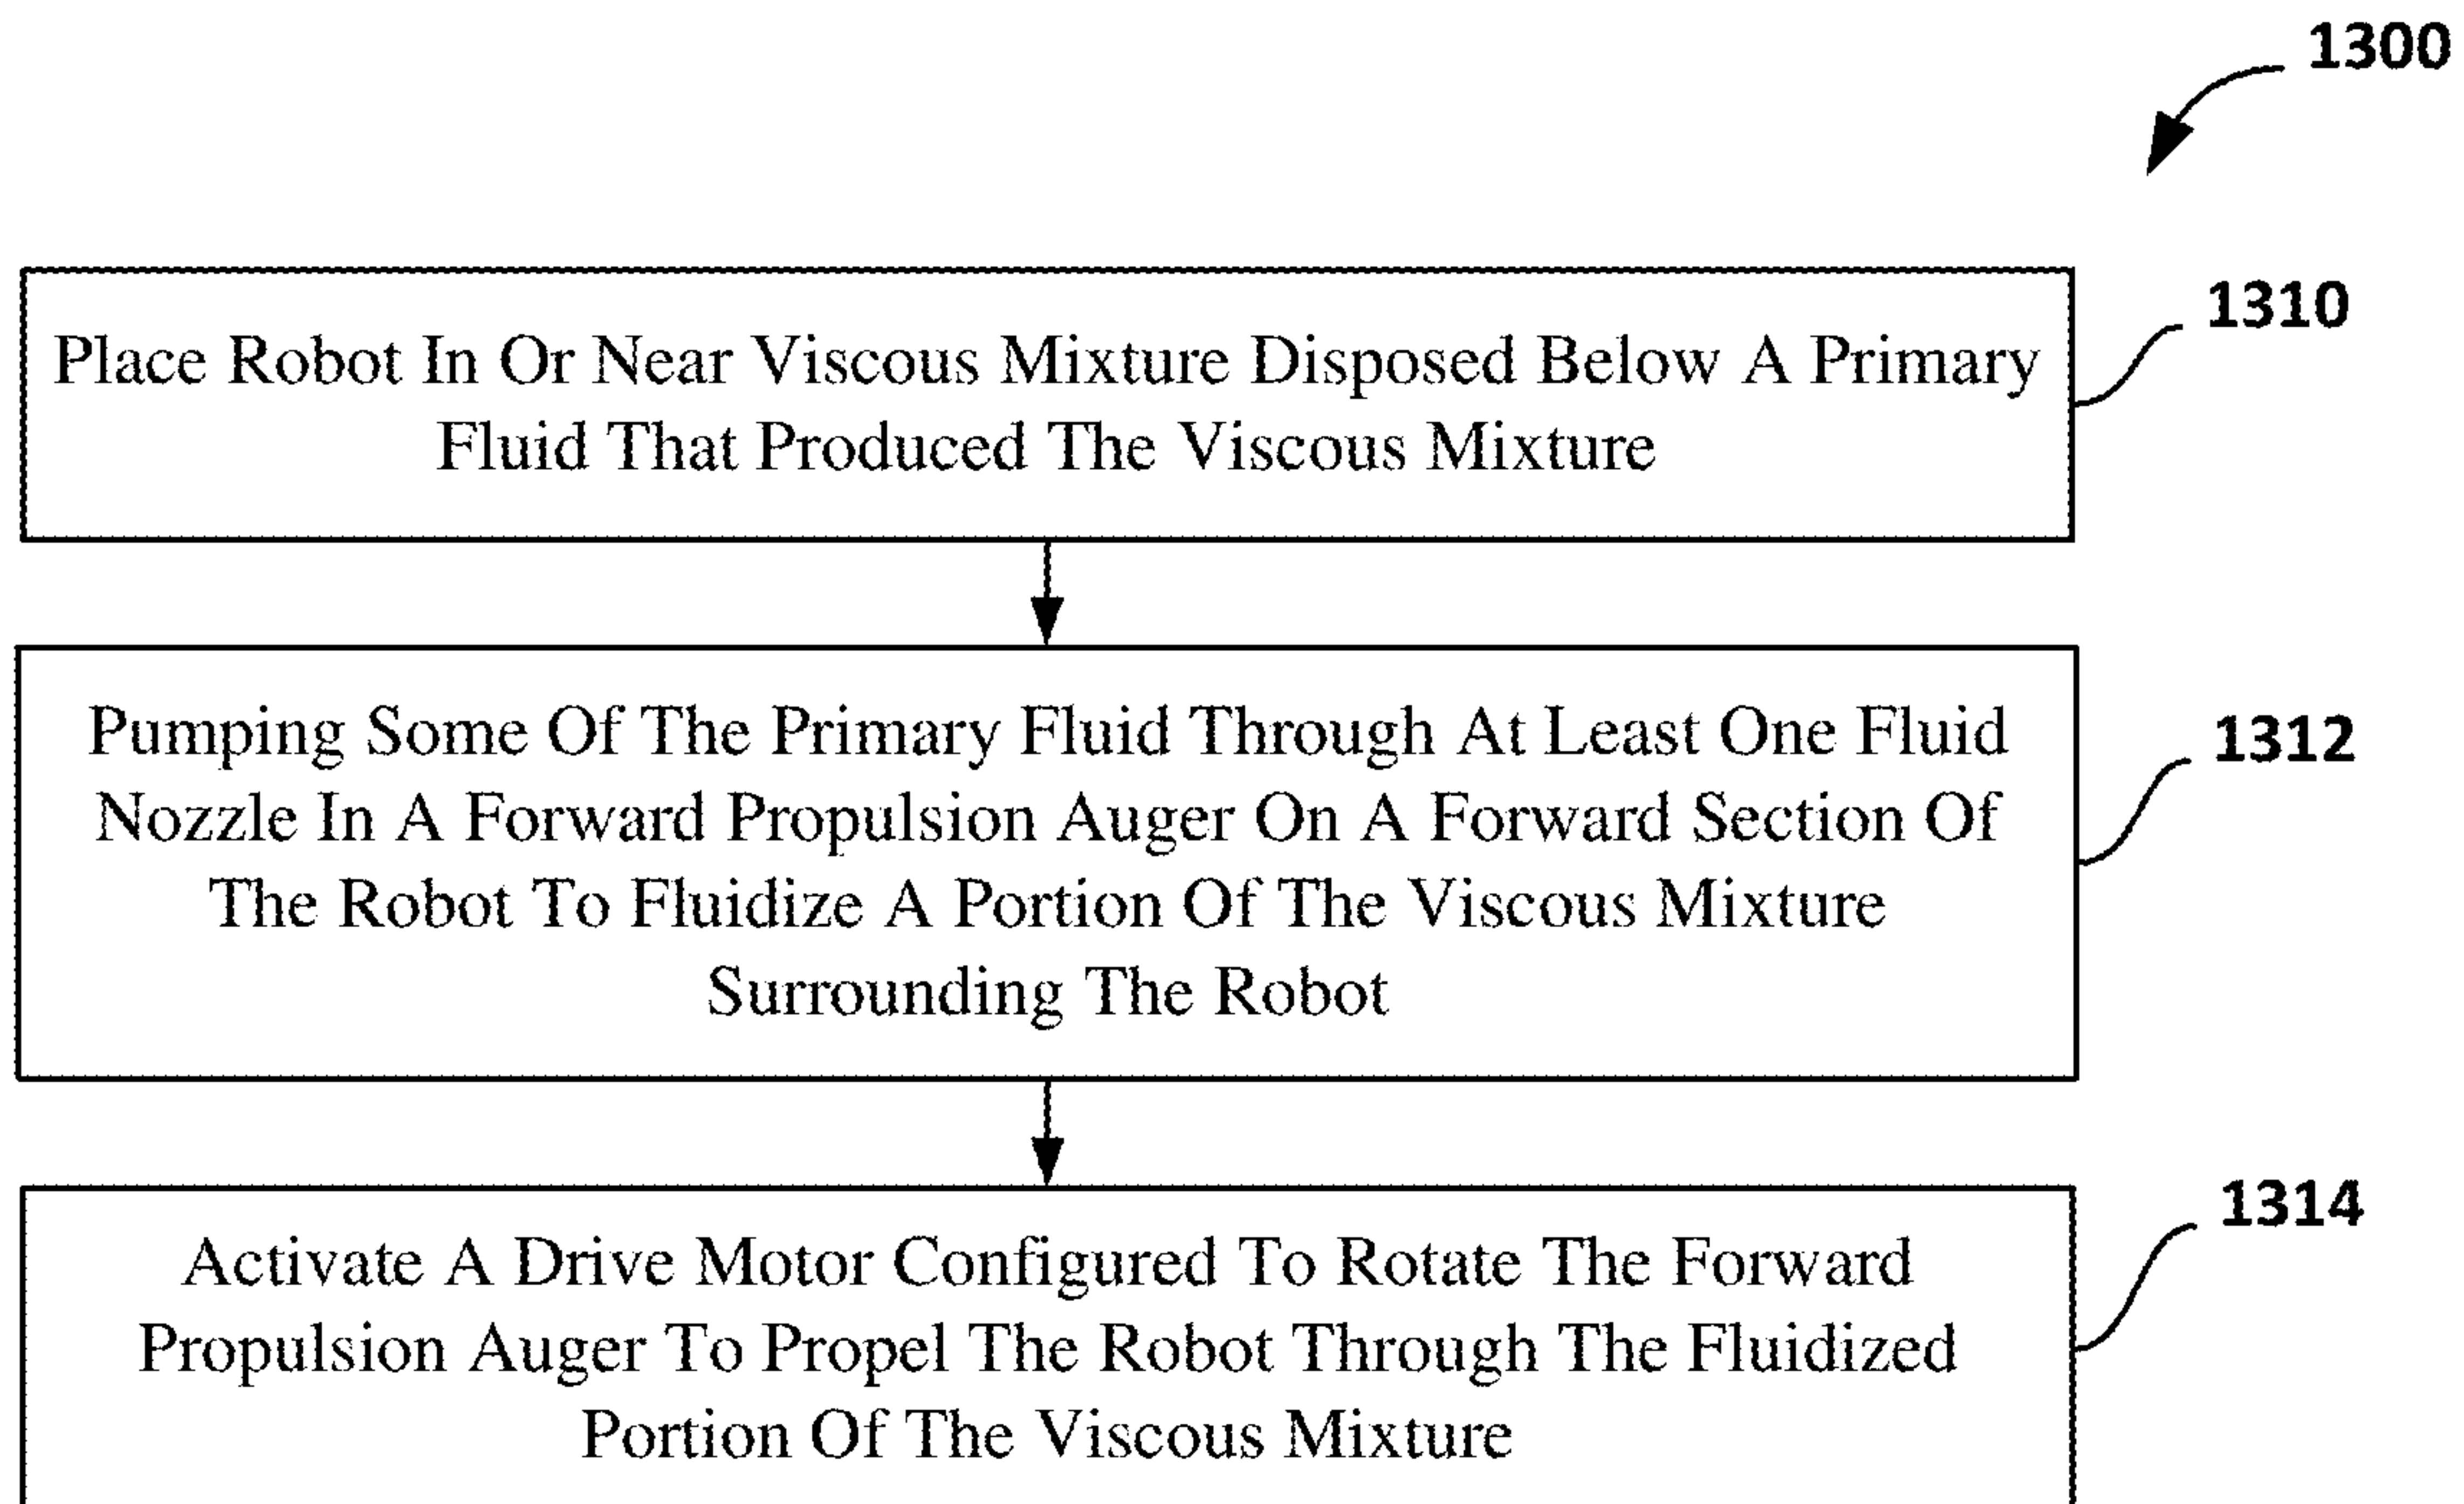 1300
1310
Place Robot In Or Near Viscous Mixture Disposed Below A Primary
Fluid That Produced The Viscous Mixture
1312
Pumping Some Of The Primary Fluid Through At Least One Fluid
Nozzle In A Forward Propulsion Auger On A Forward Section Of
The Robot To Fluidize A Portion Of The Viscous Mixture
Surrounding The Robot
1314
Activate A Drive Motor Configured To Rotate The Forward
Propulsion Auger To Propel The Robot Through The Fluidized
Portion Of The Viscous Mixture